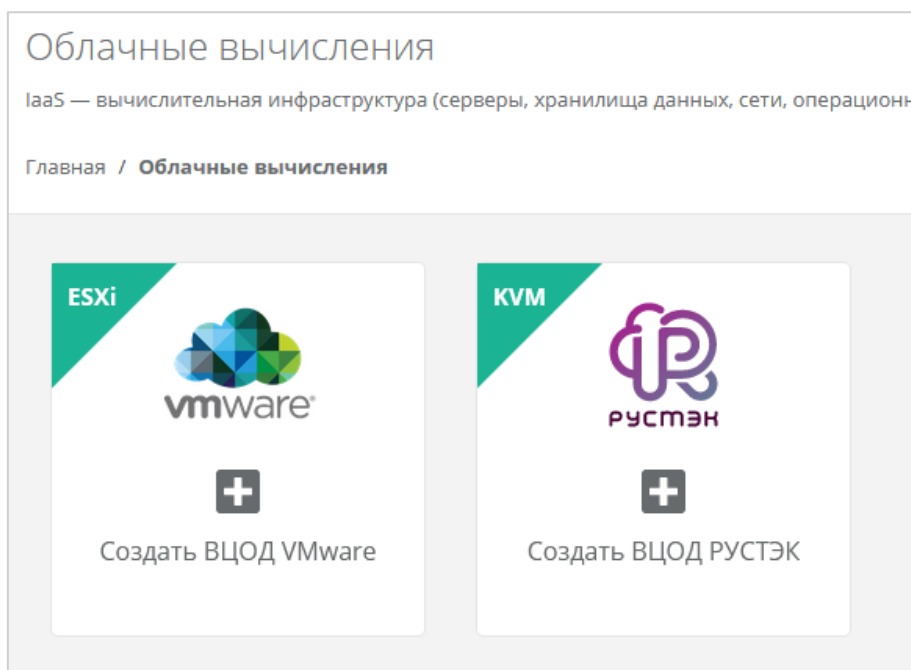 Облачные вычисления
IaaS — вычислительная инфраструктура (серверы, хранилища данных, сети,
Главная / Облачные вычисления
ESXi
vmware®
Создать ВЦОД VMware
KVM
РУСТЭК
Создать ВЦОД РУСТЭК